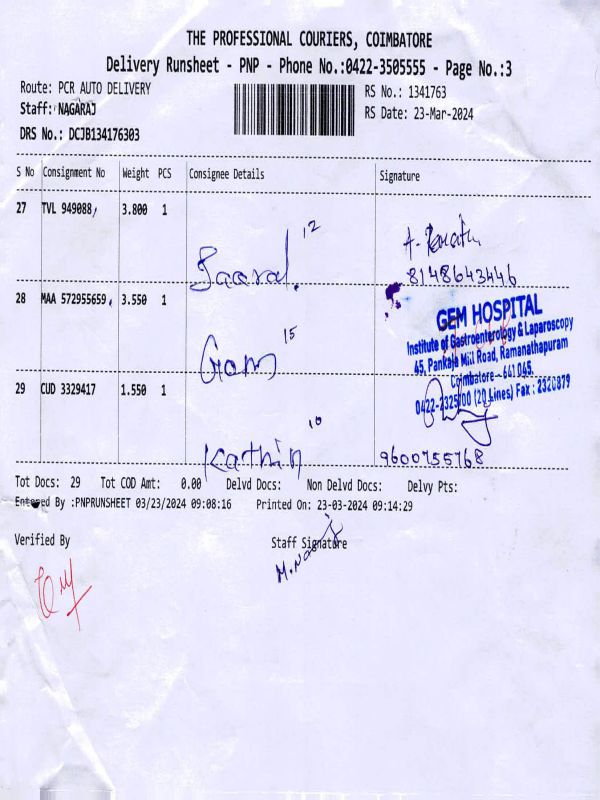 THE PROFESSIONAL COURIERS, COIMBATORE
Delivery Runsheet - PNP - Phone No.:0422-3505555 - Page No.:3
Route: PCR AUTO DELIVERY
RS No.: 1341763
Staff: NAGARAJ
RS Date: 23-Mar-2024
DRS No.: DCJB134176303
S No Consignment No Weight PCS Consignee Details Signature
27 TVL 949088 3.800 1
12
8148643446
28 MAA 572955659 3.550 1
15
Gem
GEM HOSPITAL
Institute of Gastroenterology & Laparoscopy
45, Pankaja Mill Road, Ramanathapuram
Coimbatore - 641 045.
0422-2325100 (20 Lines) Fax : 2320879
29 CUD 3329417 1.550 1
10
9600755768
Tot Docs: 29 Tot COD Amt: 0.00 Delvd Docs: Non Delvd Docs: Delvy Pts:
Entered By :PNPRUNSHEET 03/23/2024 09:08:16 Printed On: 23-03-2024 09:14:29
Verified By Staff Signature